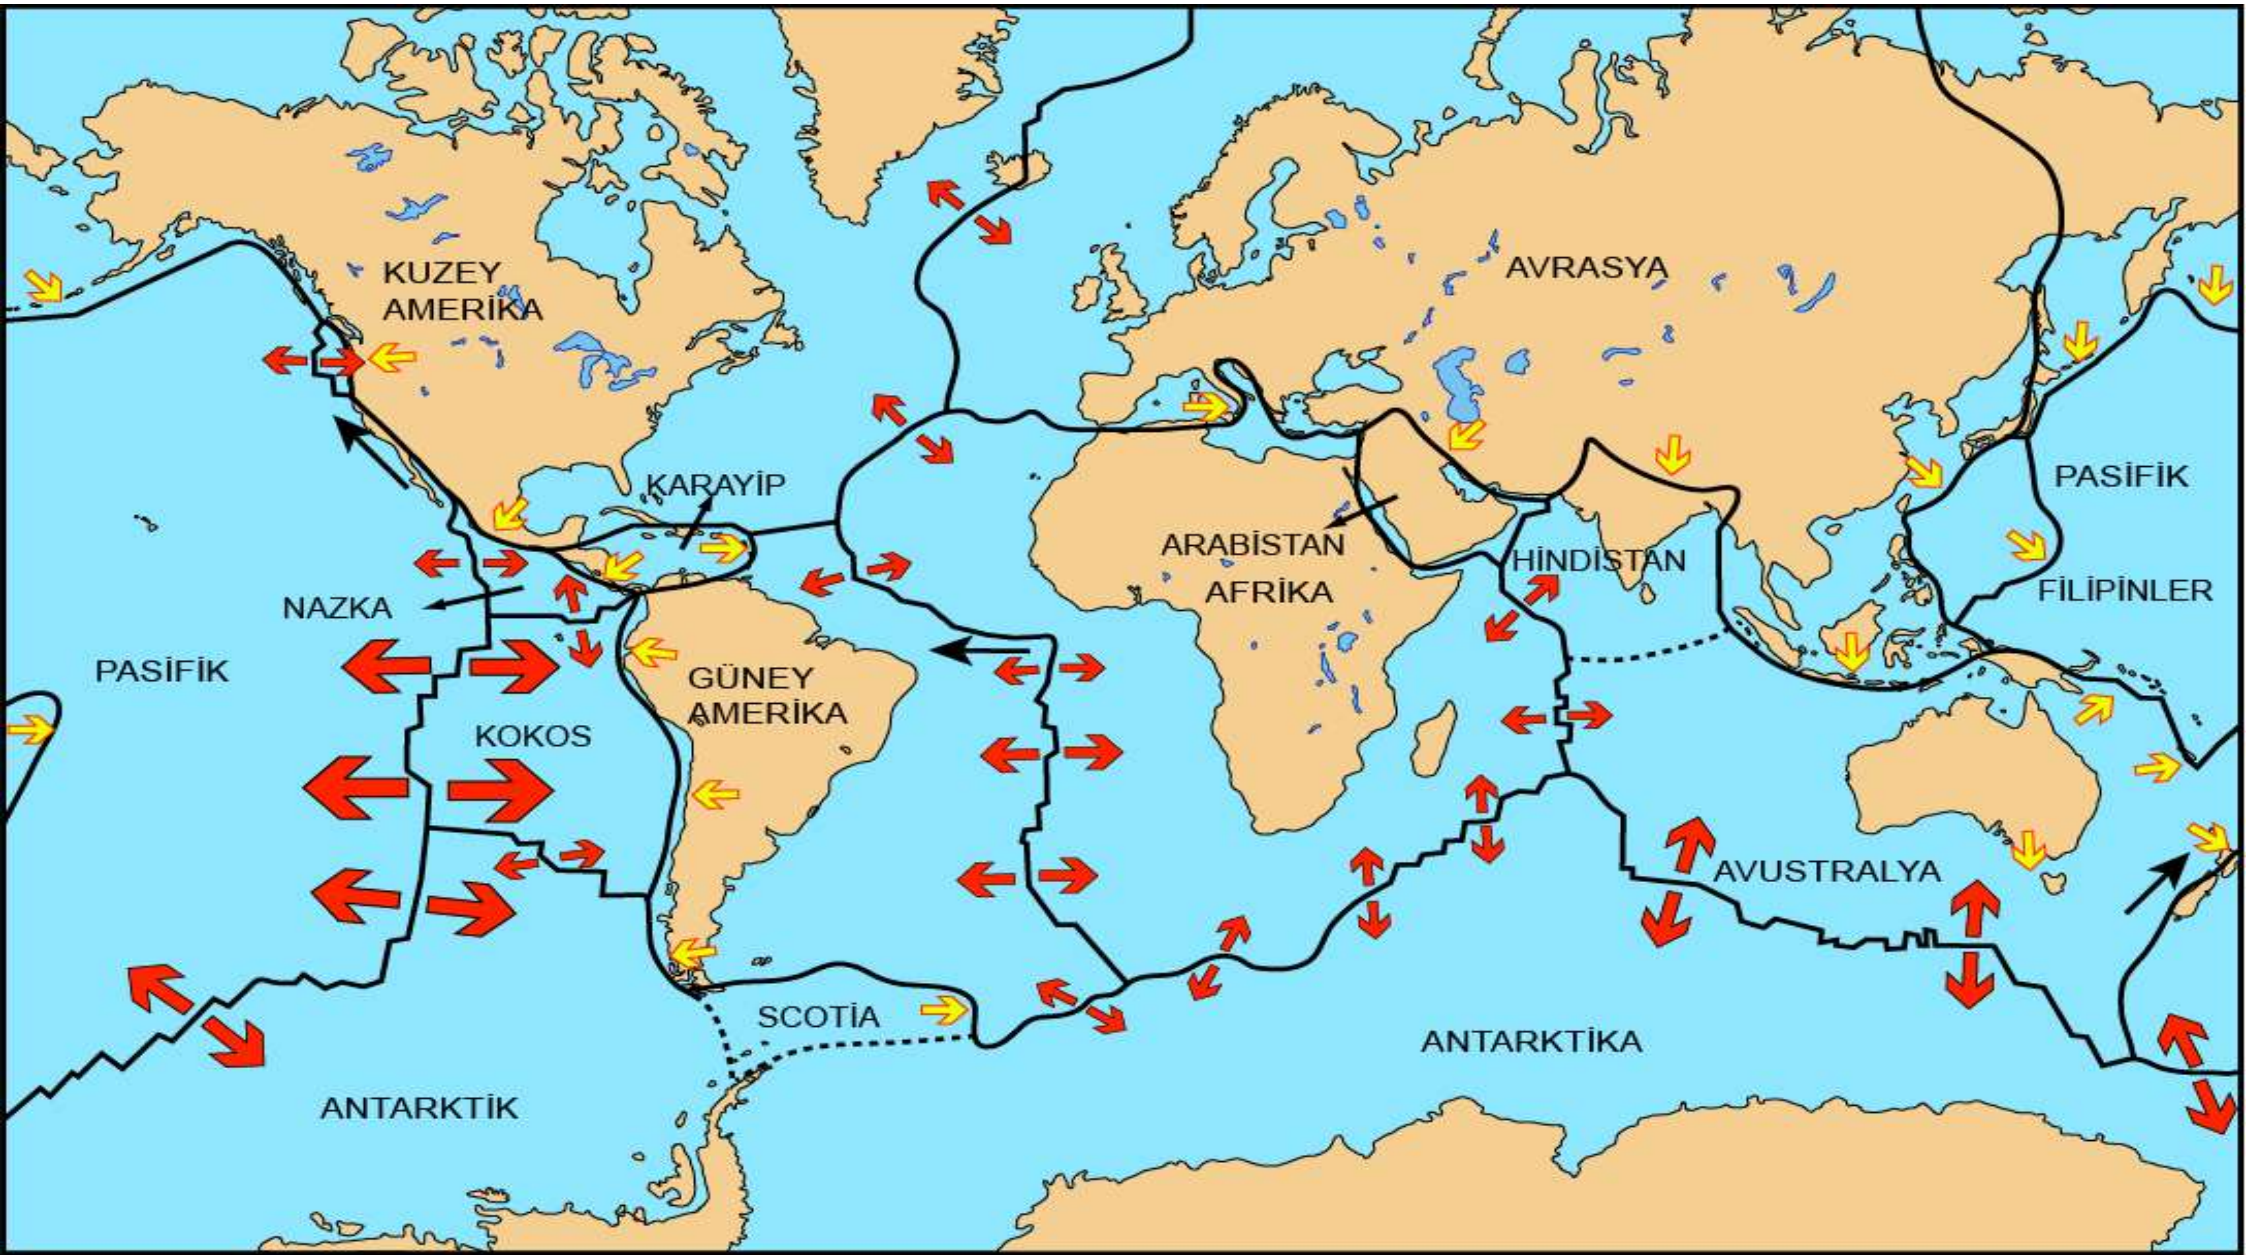 KUZEY
AMERİKA
AVRASYA
KARAYİP
PASİFİK
ARABİSTAN
HİNDİSTAN
AFRİKA
FİLİPİNLER
NAZKA
PASİFİK
GÜNEY
AMERİKA
KOKOS
AVUSTRALYA
SCOTİA
ANTARKTİKA
ANTARKTİK